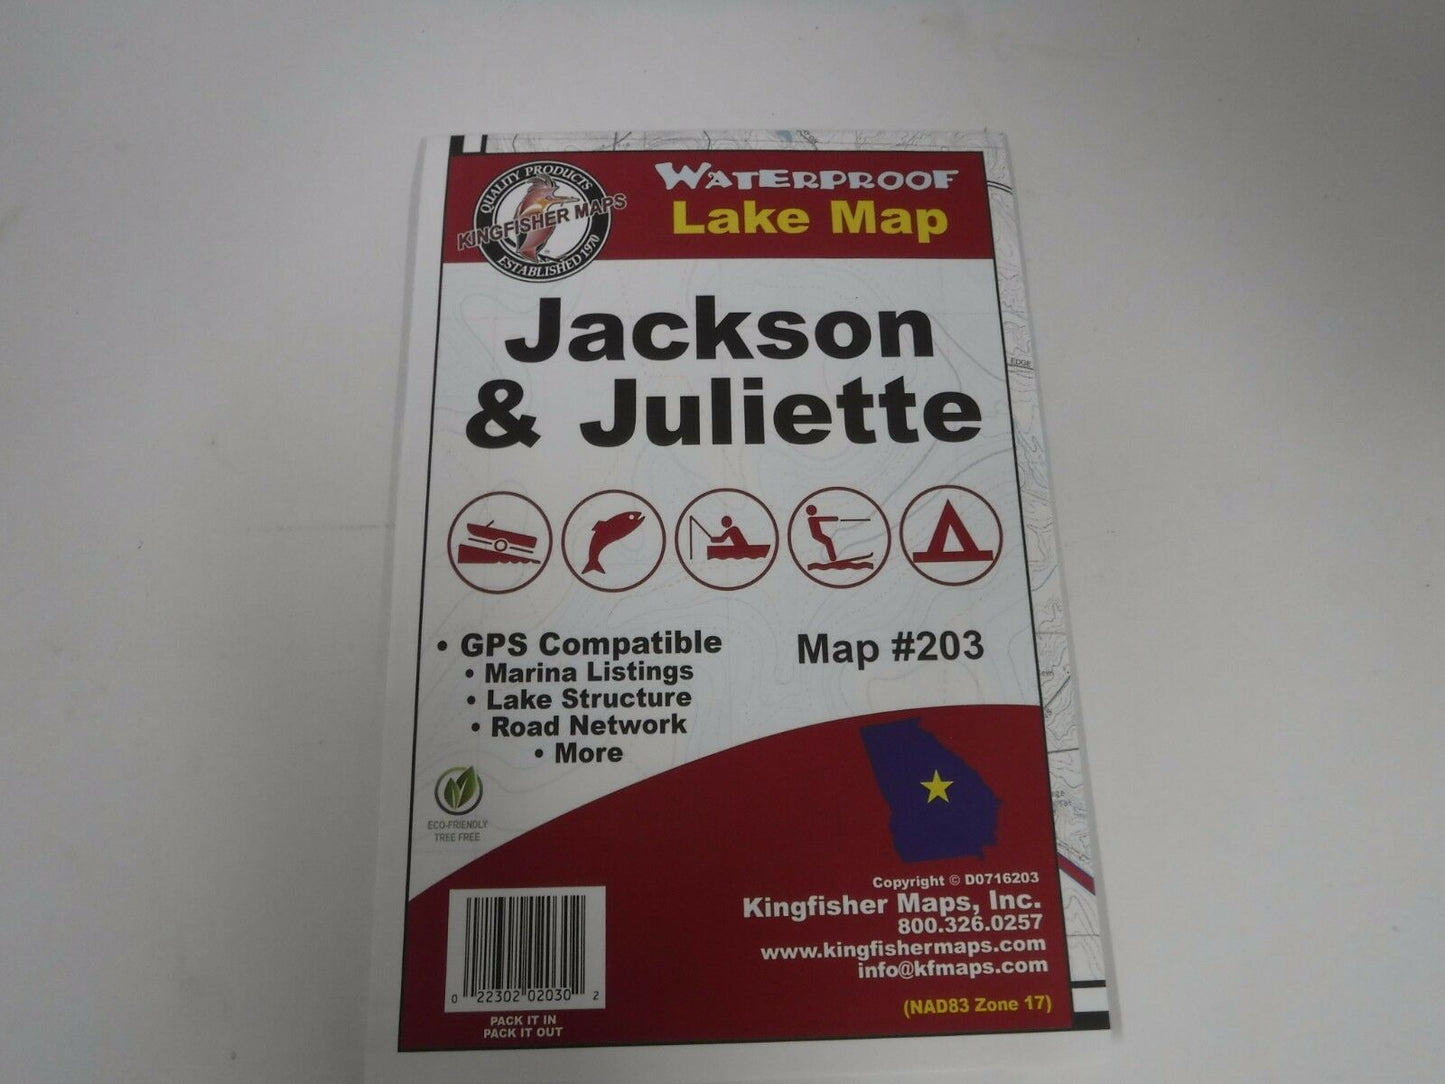 QUALITY PRODUCTS
KINGFISHER MAPS
ESTABLISHED 1970
WATERPROOF
Lake Map
Jackson
& Juliette
EDGE
• GPS Compatible
• Marina Listings
• Lake Structure
• Road Network
• More
Map #203
ECO-FRIENDLY
TREE FREE
Copyright © D0716203
Kingfisher Maps, Inc.
800.326.0257
www.kingfishermaps.com
info@kfmaps.com
(NAD83 Zone 17)
0 22302 02030 2
PACK IT IN
PACK IT OUT